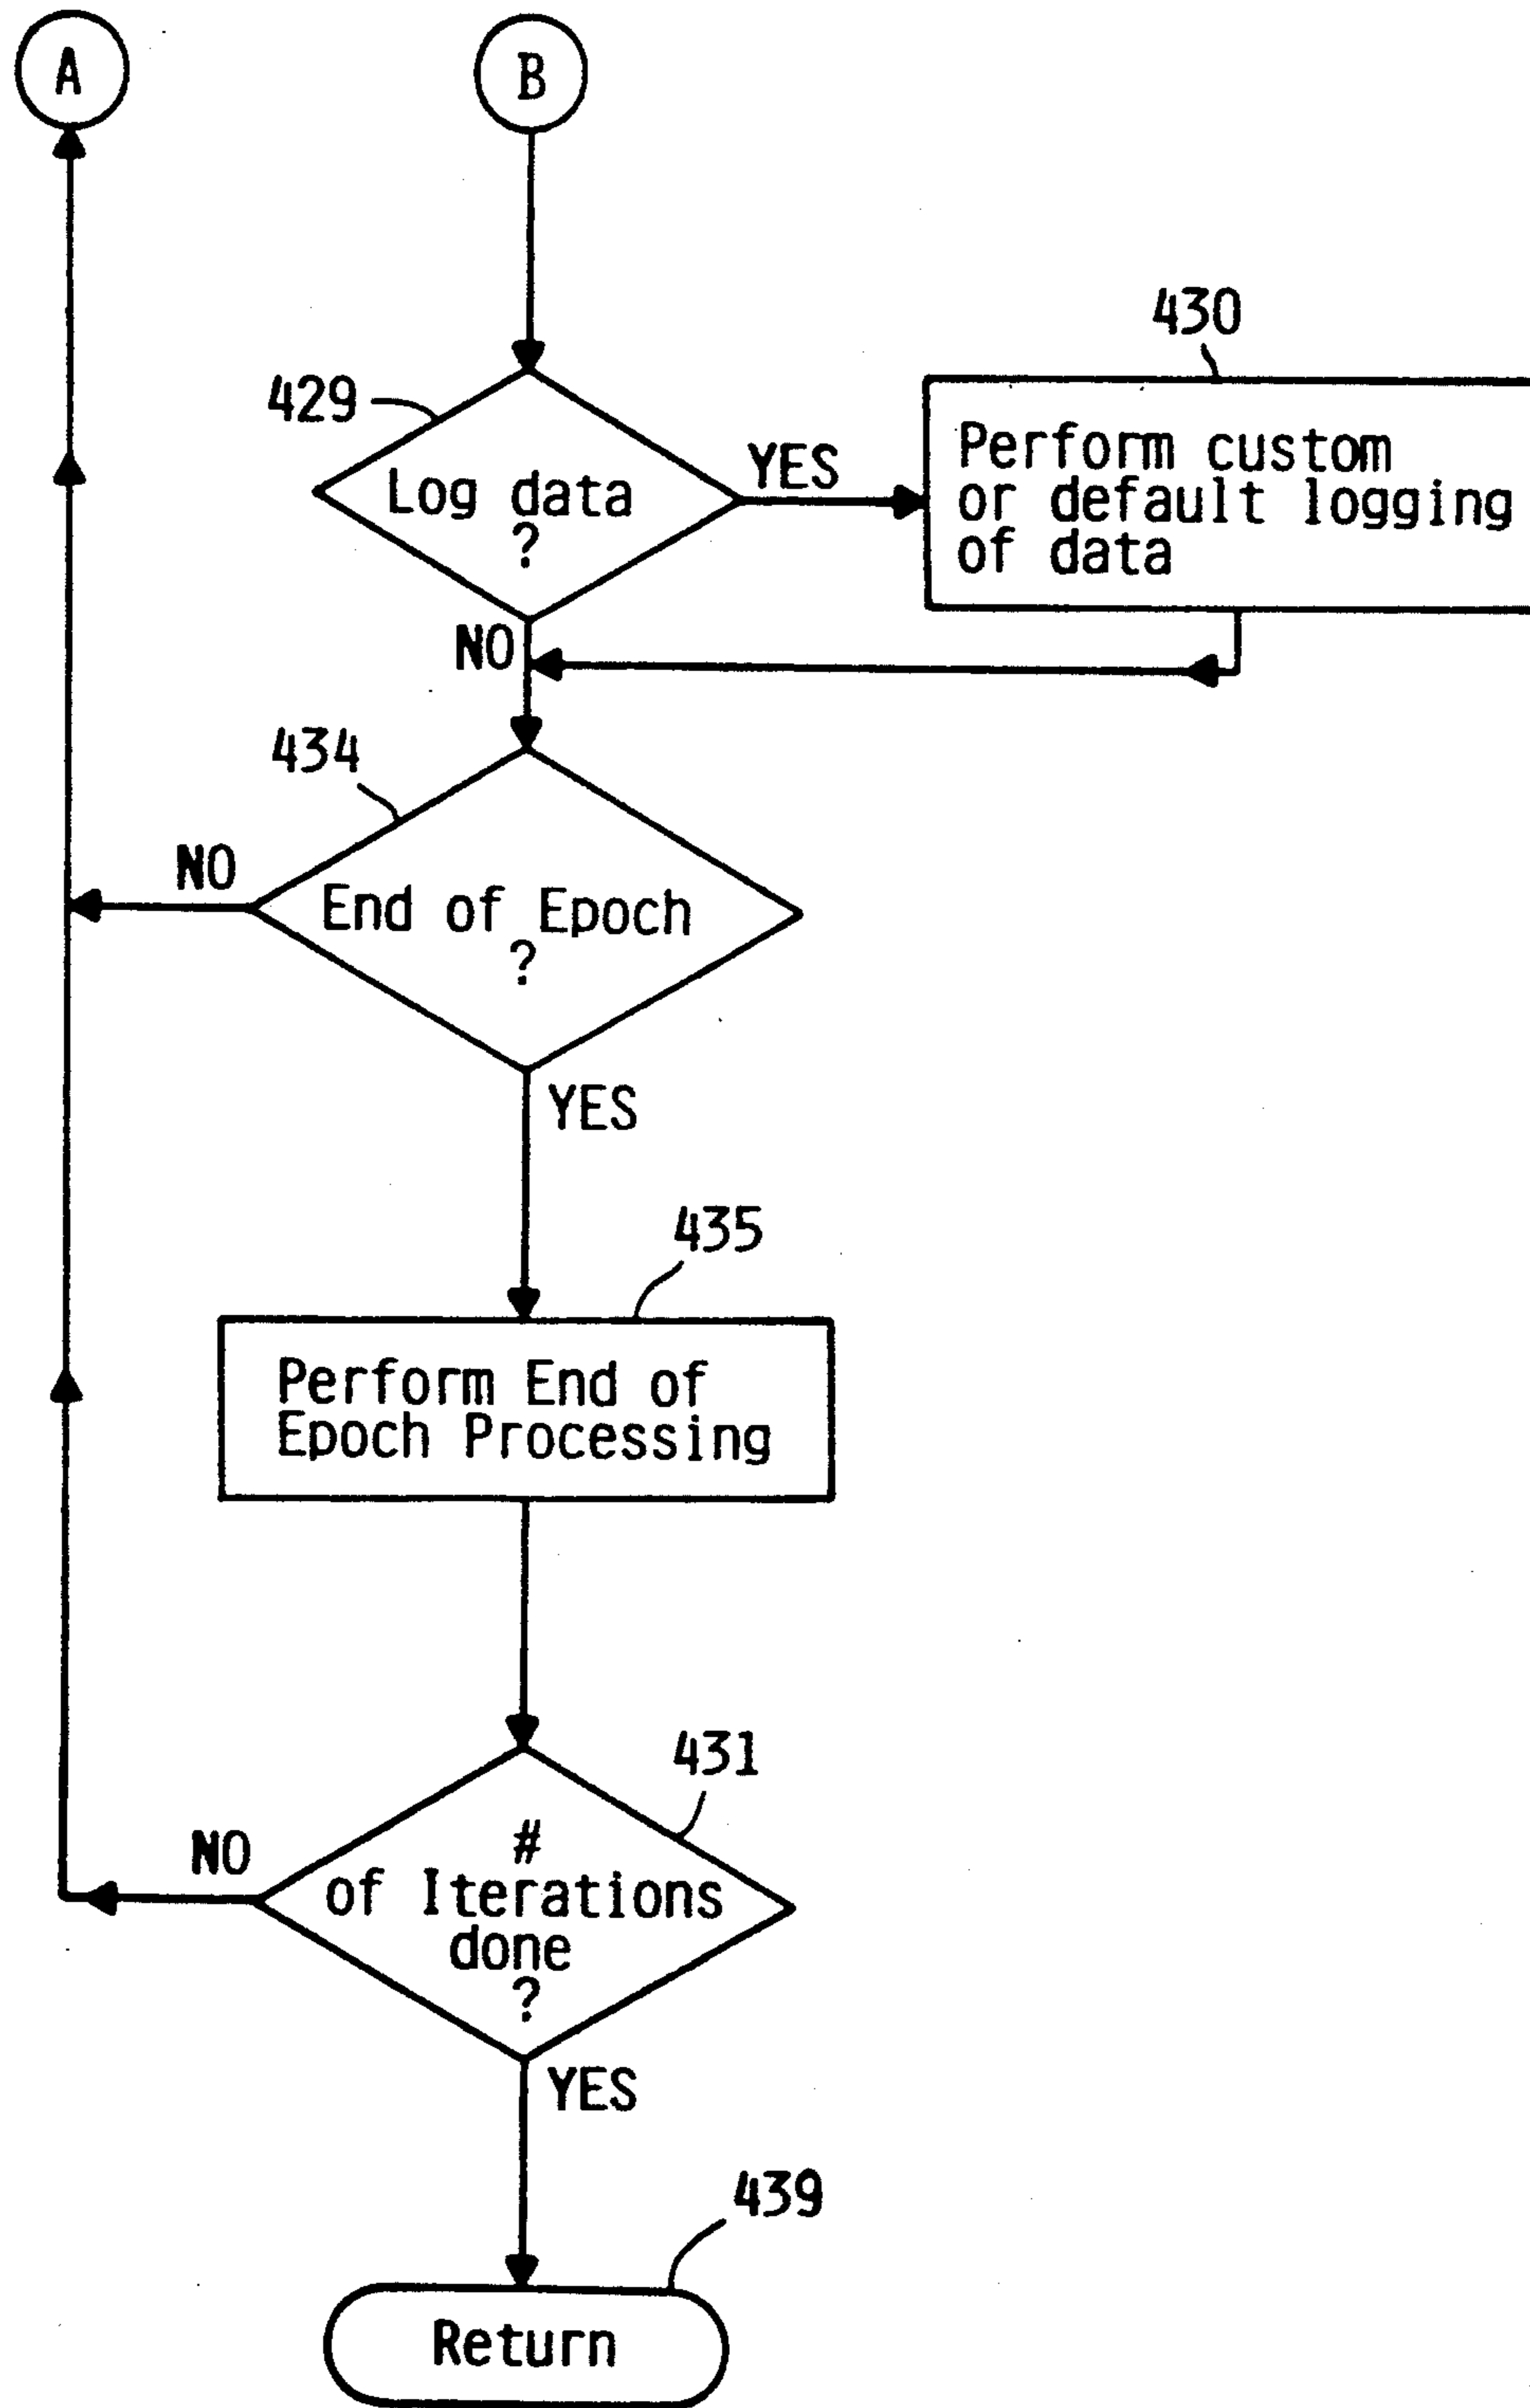 A
B
430
429
YES
Perform custom
or default logging
of data
Log data
?
NO
434
NO
End of Epoch
?
YES
435
Perform End of
Epoch Processing
431
NO
#
of Iterations
done
?
YES
439
Return